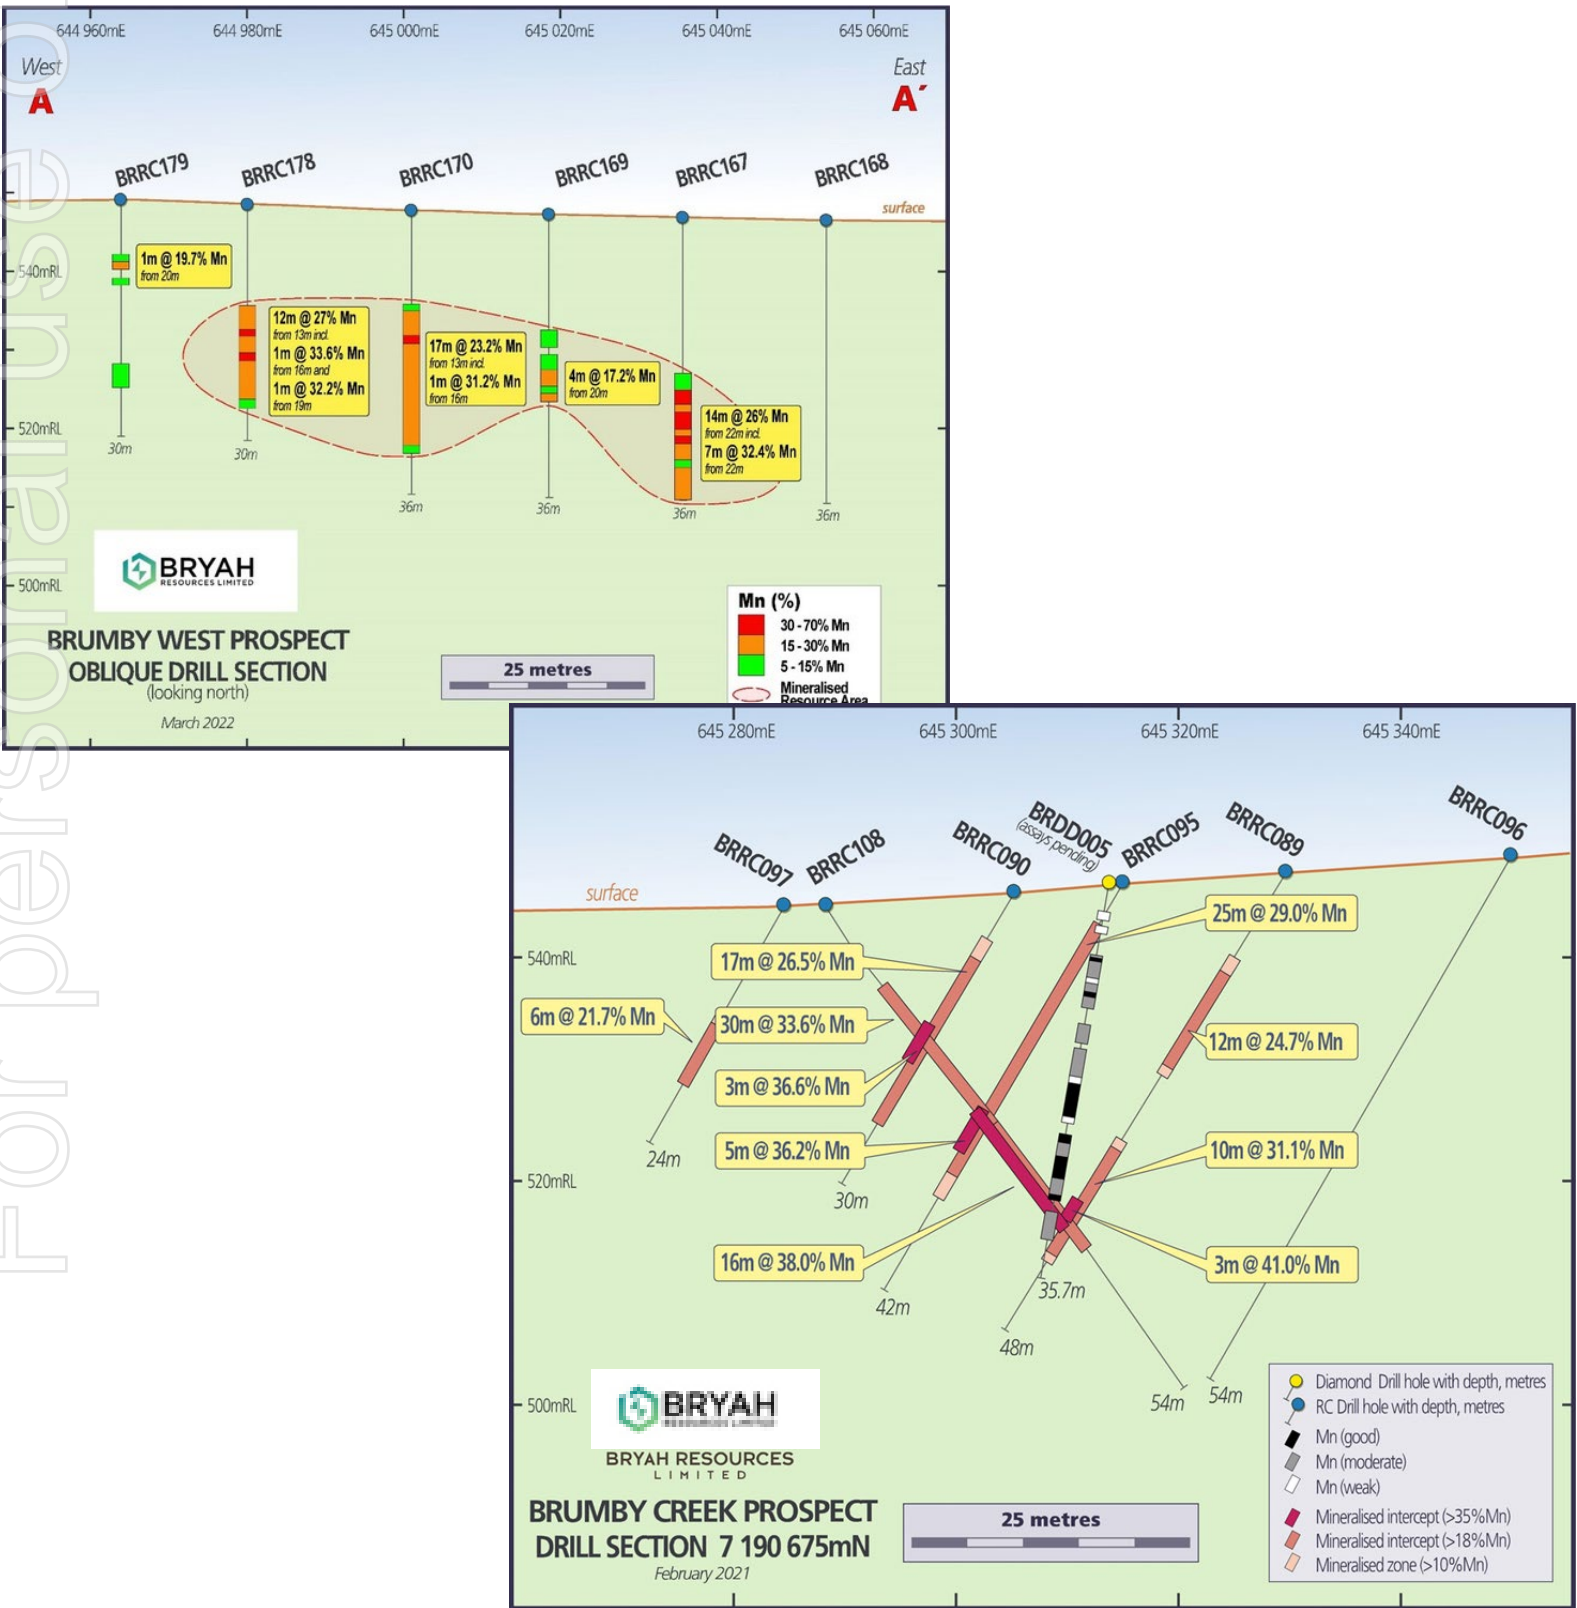 For personal use o
644 960mE 644 980mE 645 000mE 645 020mE 645 040mE 645 060mE
West East
A A´
BRRC179 BRRC178 BRRC170 BRRC169 BRRC167 BRRC168
surface
1m @ 19.7% Mn
from 20m
540mRL
12m @ 27% Mn
from 13m incl.
1m @ 33.6% Mn
from 16m and
1m @ 32.2% Mn
from 19m
17m @ 23.2% Mn
from 13m incl.
1m @ 31.2% Mn
from 16m
4m @ 17.2% Mn
from 20m
14m @ 26% Mn
from 22m incl.
7m @ 32.4% Mn
from 22m
520mRL
30m 30m 36m 36m 36m 36m
500mRL
BRYAH
RESOURCES LIMITED
BRUMBY WEST PROSPECT
OBLIQUE DRILL SECTION
(looking north)
March 2022
25 metres
Mn (%)
30 - 70% Mn
15 - 30% Mn
5 - 15% Mn
Mineralised
Resource Area
645 280mE 645 300mE 645 320mE 645 340mE
BRRC097 BRRC108 BRRC090 BRDD005 BRRC095 BRRC089 BRRC096
(assays pending)
surface
25m @ 29.0% Mn
540mRL
17m @ 26.5% Mn
6m @ 21.7% Mn
30m @ 33.6% Mn
12m @ 24.7% Mn
3m @ 36.6% Mn
5m @ 36.2% Mn
10m @ 31.1% Mn
24m
520mRL
30m
16m @ 38.0% Mn
3m @ 41.0% Mn
42m
35.7m
48m
54m 54m
500mRL
BRYAH
RESOURCES LIMITED
BRYAH RESOURCES
LIMITED
BRUMBY CREEK PROSPECT
DRILL SECTION 7 190 675mN
February 2021
25 metres
Diamond Drill hole with depth, metres
RC Drill hole with depth, metres
Mn (good)
Mn (moderate)
Mn (weak)
Mineralised intercept (>35%Mn)
Mineralised intercept (>18%Mn)
Mineralised zone (>10%Mn)